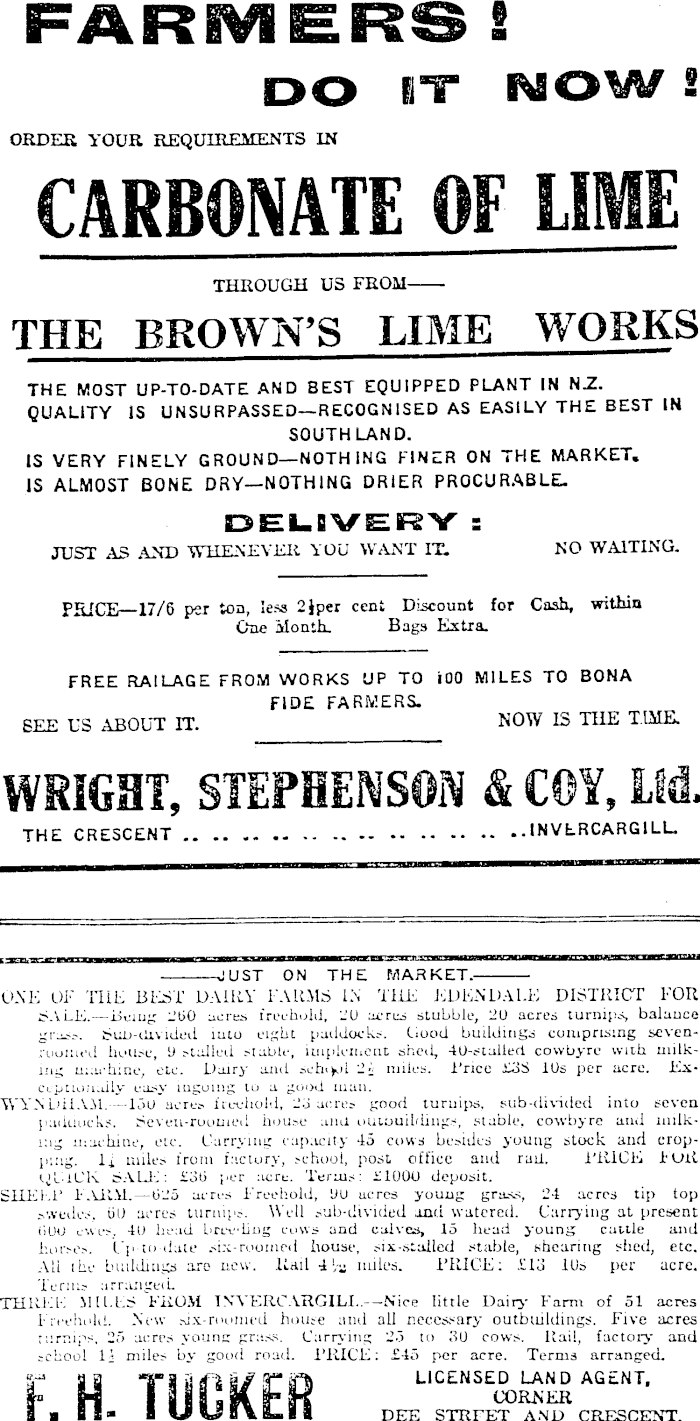 FARMERS!
DO IT NOW!
ORDER YOUR REQUIREMENTS IN
CARBONATE OF LIME
THROUGH US FROM——
THE BROWN'S LIME WORKS
THE MOST UP-TO-DATE AND BEST EQUIPPED PLANT IN N.Z.
QUALITY IS UNSURPASSED—RECOGNISED AS EASILY THE BEST IN
SOUTHLAND.
IS VERY FINELY GROUND—NOTHING FINER ON THE MARKET.
IS ALMOST BONE DRY—NOTHING DRIER PROCURABLE.
DELIVERY:
JUST AS AND WHENEVER YOU WANT IT. NO WAITING.
PRICE—17/6 per ton, less 2½ per cent Discount for Cash, within
One Month. Bags Extra.
FREE RAILAGE FROM WORKS UP TO 100 MILES TO BONA
FIDE FARMERS.
SEE US ABOUT IT. NOW IS THE TIME.
WRIGHT, STEPHENSON & COY, Ltd.
THE CRESCENT .. .. .. .. .. .. .. .. .. .. .. .. .. .. .. ..INVERCARGILL.
———JUST ON THE MARKET.———
ONE OF THE BEST DAIRY FARMS IN THE EDENDALE DISTRICT FOR
SALE.—Being 260 acres freehold, 20 acres stubble, 20 acres turnips, balance
grass. Sub-divided into eight paddocks. Good buildings comprising seven-
roomed house, 9 stalled stable, implement shed, 40-stalled cowbyre with milk-
ing machine, etc. Dairy and school 2½ miles. Price £38 10s per acre. Ex-
ceptionally easy ingoing to a good man.
WYNDHAM.—150 acres freehold, 23 acres good turnips, sub-divided into seven
paddocks. Seven-roomed house and outbuildings, stable, cowbyre and milk-
ing machine, etc. Carrying capacity 45 cows besides young stock and crop-
ping. 1¼ miles from factory, school, post office and rail. PRICE FOR
QUICK SALE: £36 per acre. Terms: £1000 deposit.
SHEEP FARM.—625 acres Freehold, 90 acres young grass, 24 acres tip top
swedes, 60 acres turnips. Well sub-divided and watered. Carrying at present
600 ewes, 40 head breeding cows and calves, 15 head young cattle and
horses. Up-to-date six-roomed house, six-stalled stable, shearing shed, etc.
All the buildings are new. Rail 4½ miles. PRICE: £13 10s per acre.
Terms arranged.
THREE MILES FROM INVERCARGILL.—Nice little Dairy Farm of 51 acres
Freehold. New six-roomed house and all necessary outbuildings. Five acres
turnips, 25 acres young grass. Carrying 25 to 30 cows. Rail, factory and
school 1½ miles by good road. PRICE: £45 per acre. Terms arranged.
F. H. TUCKER
LICENSED LAND AGENT,
CORNER
DEE STREET AND CRESCENT.